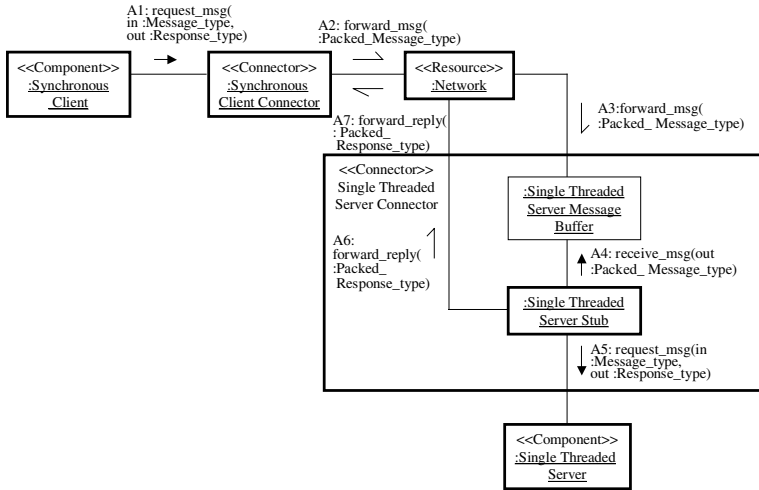 A1: request_msg(
in :Message_type,
out :Response_type)
A2: forward_msg(
:Packed_Message_type)
<<Component>>
:Synchronous
Client
<<Connector>>
:Synchronous
Client Connector
<<Resource>>
:Network
A3:forward_msg(
:Packed_ Message_type)
A7: forward_reply(
: Packed_
Response_type)
<<Connector>>
Single Threaded
Server Connector
:Single Threaded
Server Message
Buffer
A6:
forward_reply(
:Packed_
Response_type)
A4: receive_msg(out
:Packed_ Message_type)
:Single Threaded
Server Stub
A5: request_msg(in
:Message_type,
out :Response_type)
<<Component>>
:Single Threaded
Server